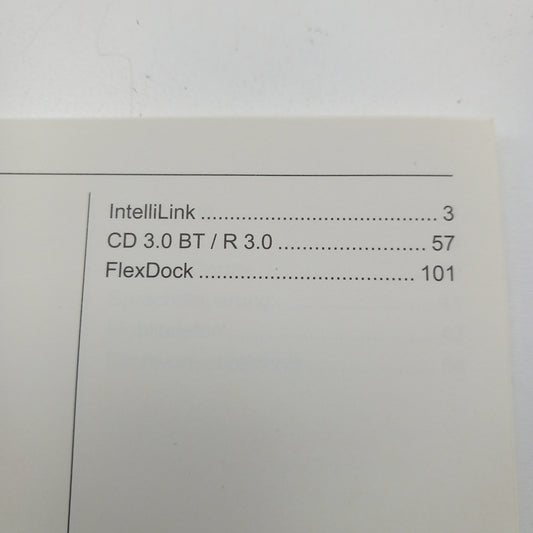 IntelliLink .......................................... 3
CD 3.0 BT / R 3.0 .......................... 57
FlexDock ...................................... 101